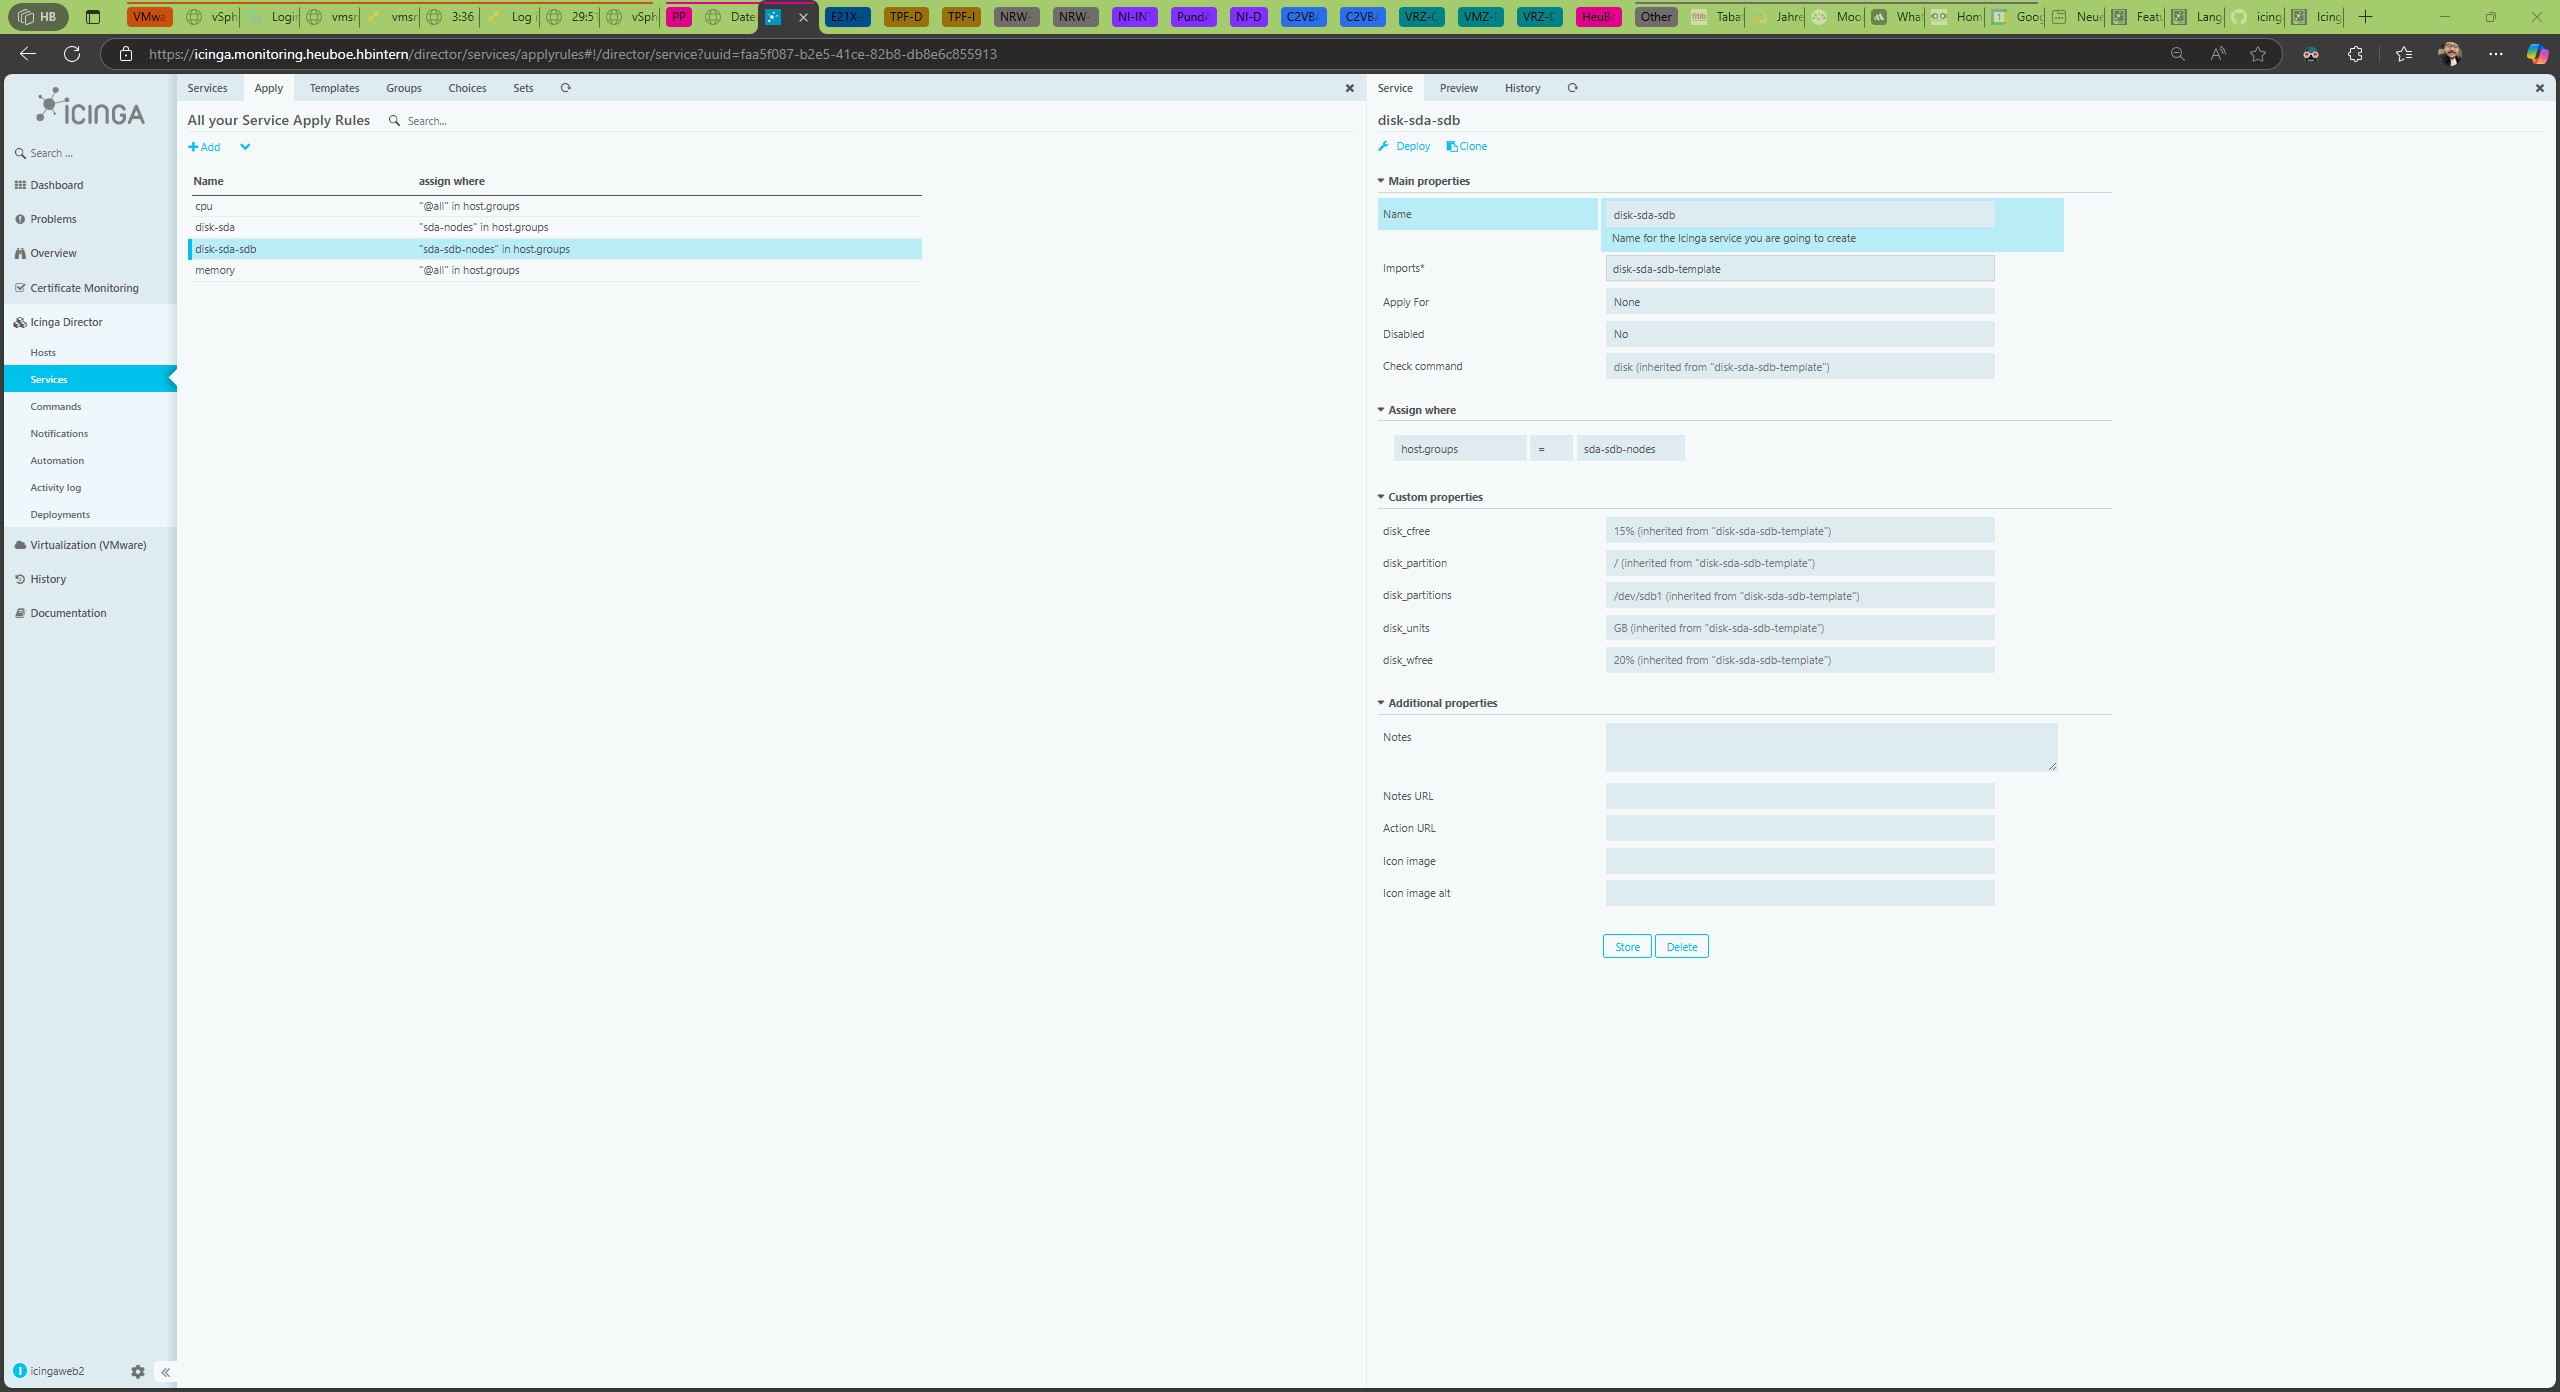 HB
VMwa
vSph
Login
vmsr
vmsr
3:36
Log i
29:51
vSph
PP
Date
E21X-
TPF-D
TPF-I
NRW-
NRW-
NI-IN
Pund
NI-D
C2VB
C2VB
VRZ-C
VMZ-
VRZ-D
HeuB
Other
Taba
Jahre
Moo
Wha
Hom
Goog
Neue
Feat
Lang
icing
Icing
https://icinga.monitoring.heuboe.hbintern/director/services/applyrules#!/director/service?uuid=faa5f087-b2e5-41ce-82b8-db8e6c855913
ICINGA
Search ...
Dashboard
Problems
Overview
Certificate Monitoring
Icinga Director
Hosts
Services
Commands
Notifications
Automation
Activity log
Deployments
Virtualization (VMware)
History
Documentation
icingaweb2
Services Apply Templates Groups Choices Sets
All your Service Apply Rules Search...
Add
Name assign where
cpu "@all" in host.groups
disk-sda "sda-nodes" in host.groups
disk-sda-sdb "sda-sdb-nodes" in host.groups
memory "@all" in host.groups
Service Preview History
disk-sda-sdb
Deploy Clone
Main properties
Name disk-sda-sdb
Name for the Icinga service you are going to create
Imports* disk-sda-sdb-template
Apply For None
Disabled No
Check command disk (inherited from "disk-sda-sdb-template")
Assign where
host.groups = sda-sdb-nodes
Custom properties
disk_cfree 15% (inherited from "disk-sda-sdb-template")
disk_partition / (inherited from "disk-sda-sdb-template")
disk_partitions /dev/sdb1 (inherited from "disk-sda-sdb-template")
disk_units GB (inherited from "disk-sda-sdb-template")
disk_wfree 20% (inherited from "disk-sda-sdb-template")
Additional properties
Notes
Notes URL
Action URL
Icon image
Icon image alt
Store Delete